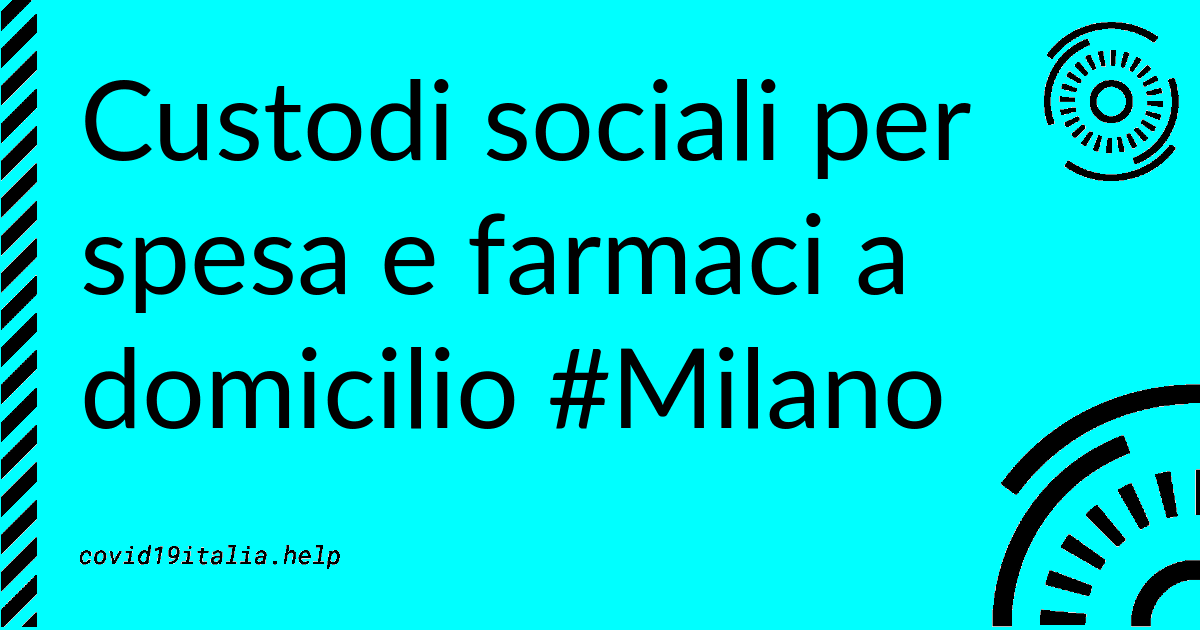 Custodi sociali per
spesa e farmaci a
domicilio #Milano
covid19italia.help